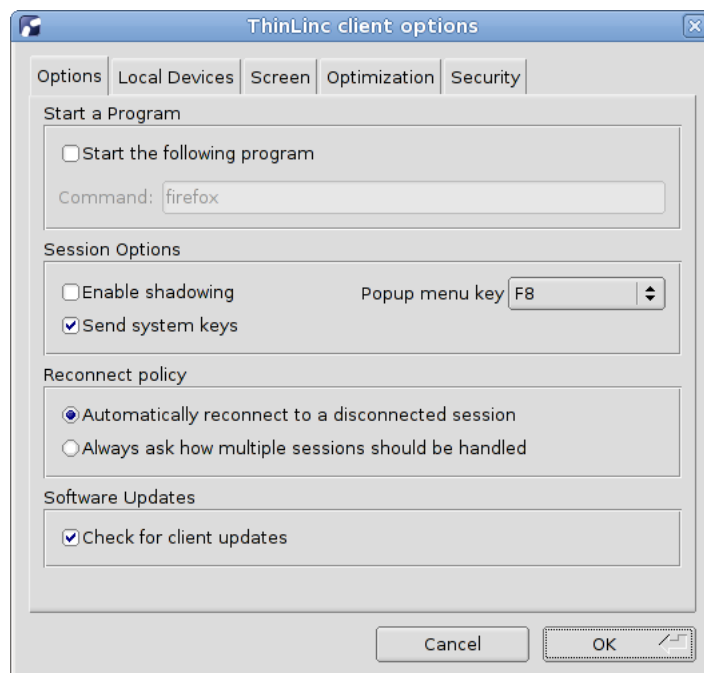 ThinLinc client options
Options Local Devices Screen Optimization Security
Start a Program
Start the following program
Command: firefox
Session Options
Enable shadowing Popup menu key F8
Send system keys
Reconnect policy
Automatically reconnect to a disconnected session
Always ask how multiple sessions should be handled
Software Updates
Check for client updates
Cancel OK